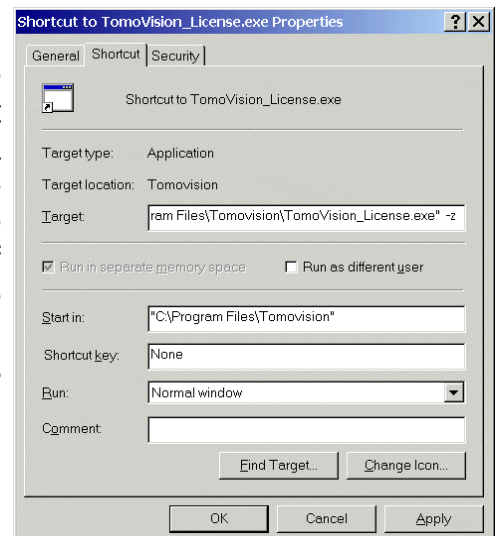 Shortcut to TomoVision_License.exe Properties
General Shortcut Security
Shortcut to TomoVision_License.exe
Target type: Application
Target location: Tomovision
Target: ram Files\Tomovision\TomoVision_License.exe" -z
Run in separate memory space Run as different user
Start in: "C:\Program Files\Tomovision"
Shortcut key: None
Run: Normal window
Comment:
Find Target... Change Icon...
OK Cancel Apply